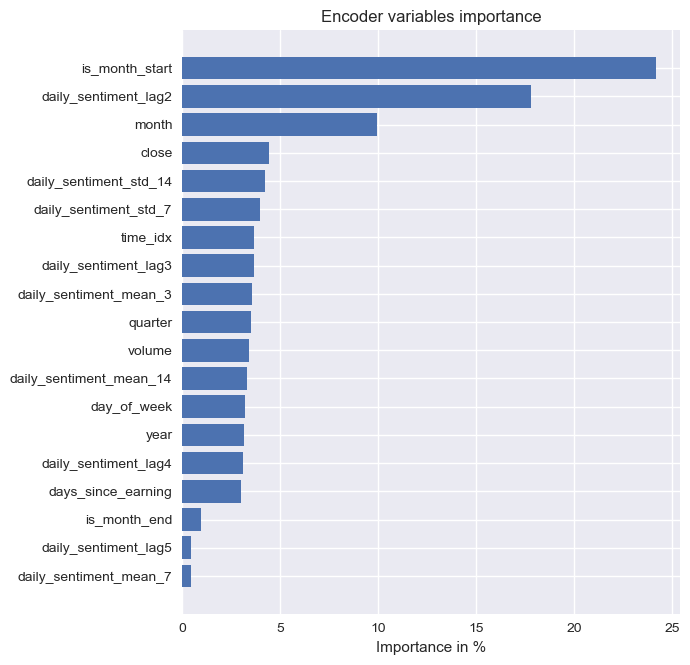 Encoder variables importance
is_month_start
daily_sentiment_lag2
month
close
daily_sentiment_std_14
daily_sentiment_std_7
time_idx
daily_sentiment_lag3
daily_sentiment_mean_3
quarter
volume
daily_sentiment_mean_14
day_of_week
year
daily_sentiment_lag4
days_since_earning
is_month_end
daily_sentiment_lag5
daily_sentiment_mean_7
0 5 10 15 20 25
Importance in %